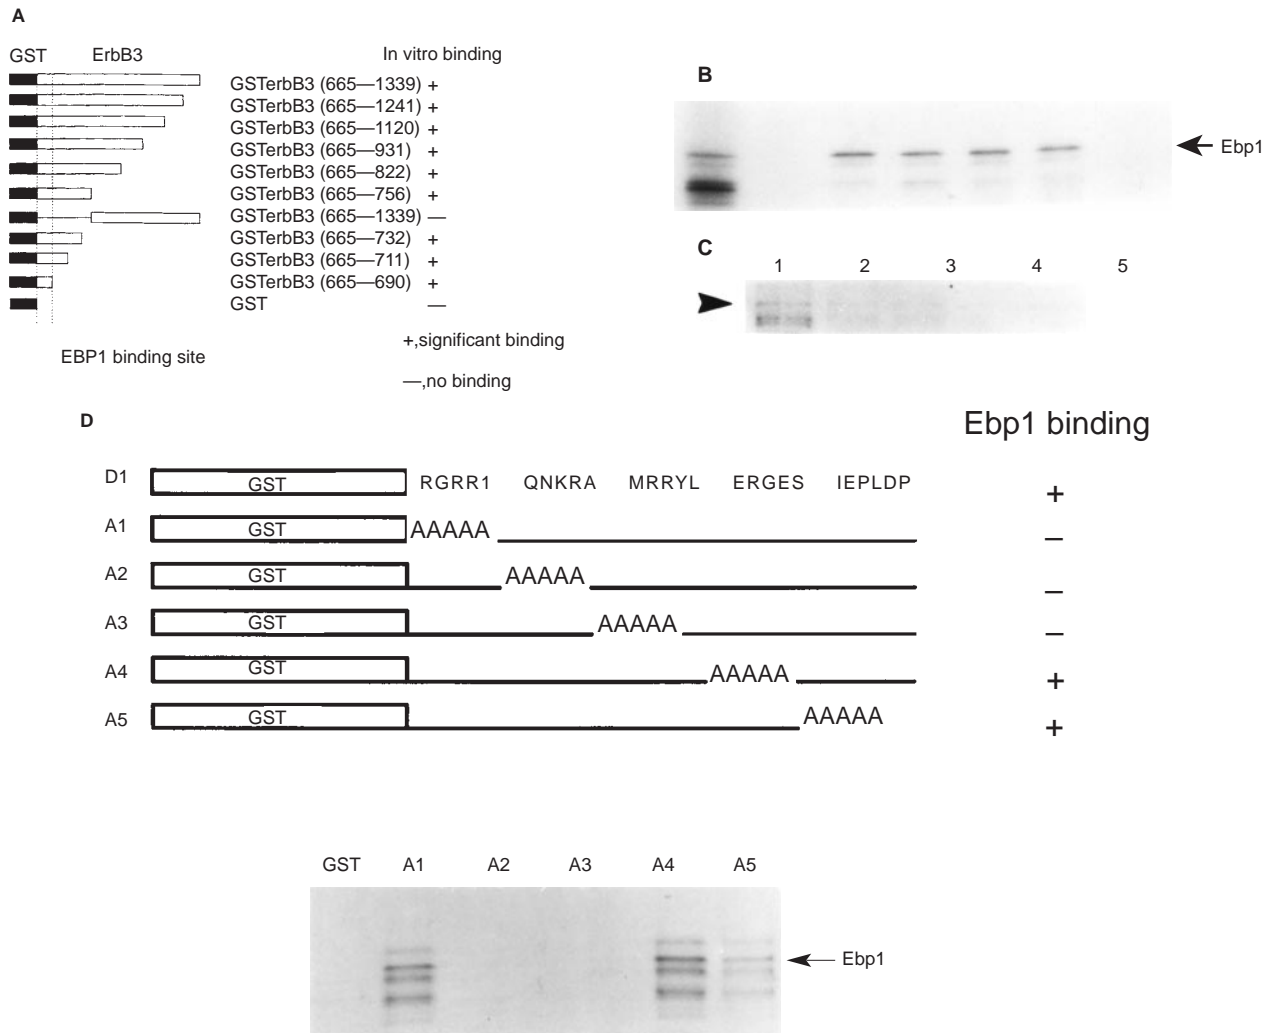 A
GST ErbB3 In vitro binding
GSTerbB3 (665—1339) +
GSTerbB3 (665—1241) +
GSTerbB3 (665—1120) +
GSTerbB3 (665—931) +
GSTerbB3 (665—822) +
GSTerbB3 (665—756) +
GSTerbB3 (665—1339) —
GSTerbB3 (665—732) +
GSTerbB3 (665—711) +
GSTerbB3 (665—690) +
GST —
EBP1 binding site
+,significant binding
—,no binding
B
Ebp1
C
1 2 3 4 5
D
Ebp1 binding
D1 GST RGRR1 QNKRA MRRYL ERGES IEPLDP +
A1 GST AAAAA –
A2 GST AAAAA –
A3 GST AAAAA –
A4 GST AAAAA +
A5 GST AAAAA +
GST A1 A2 A3 A4 A5
Ebp1